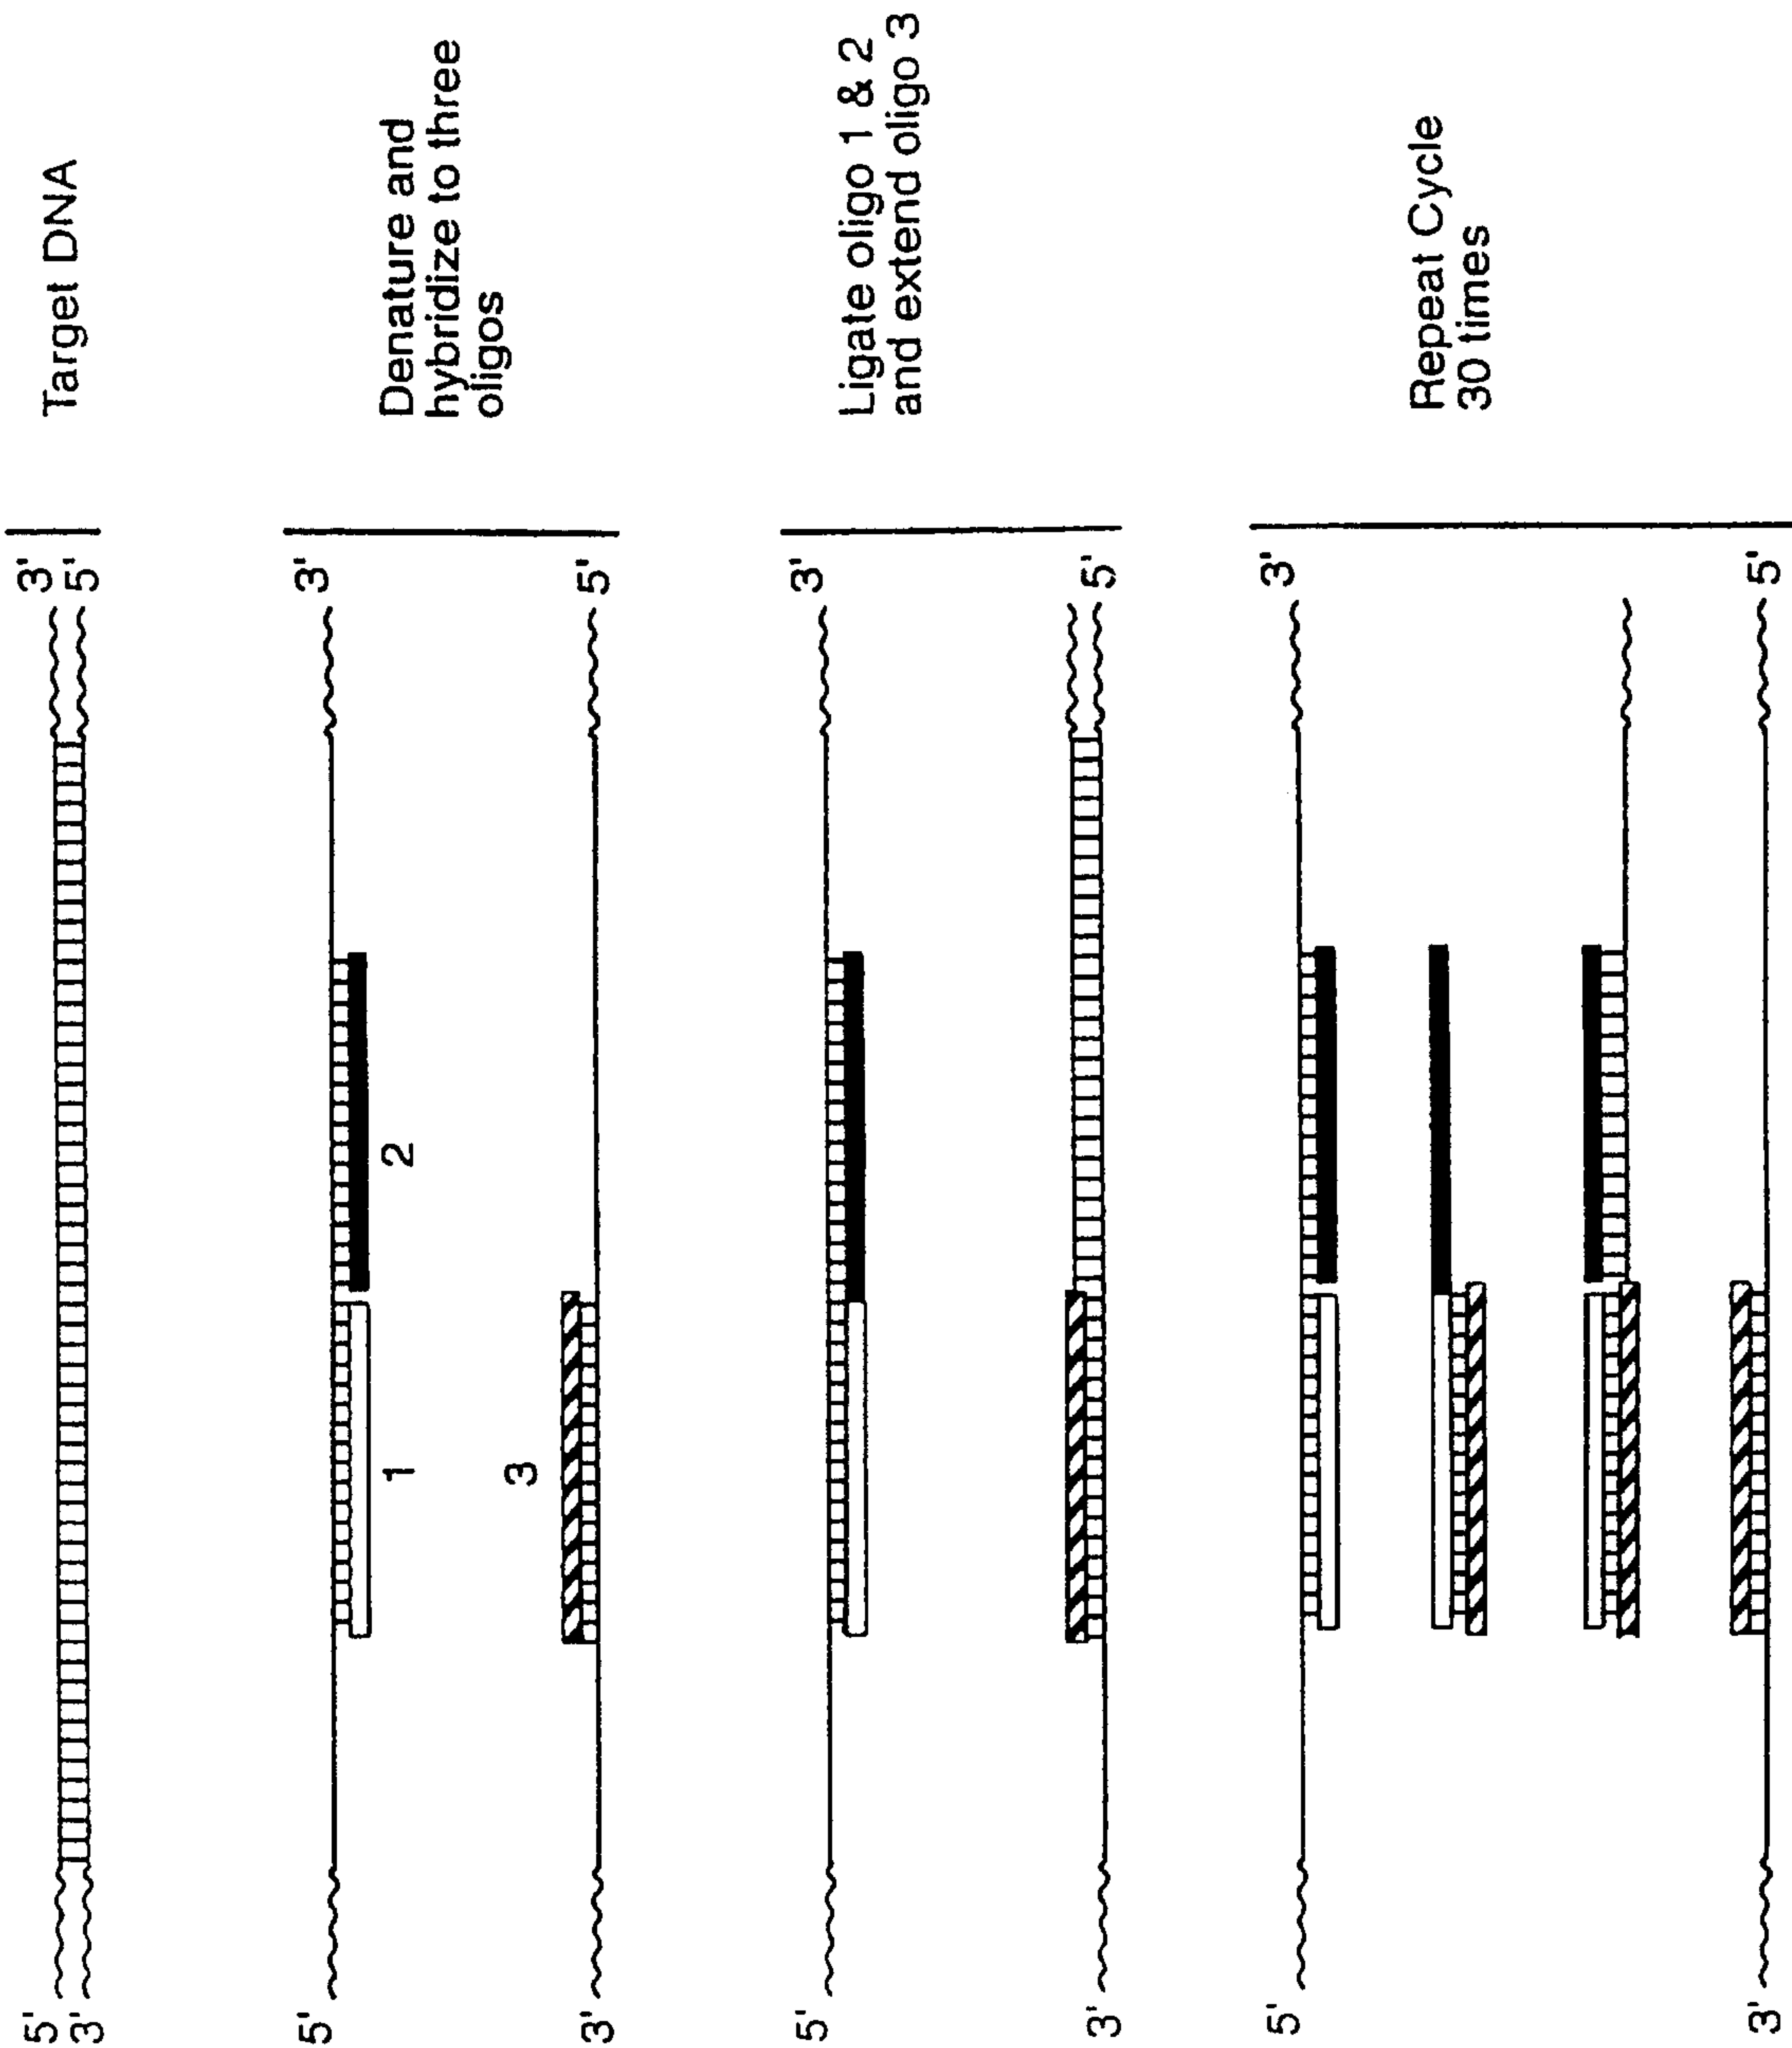 5'
3'
3'
5'
Target DNA
5'
3'
1
2
3
3'
5'
Denature and
hybridize to three
oligos
5'
3'
3'
5'
Ligate oligo 1 & 2
and extend oligo 3
5'
3'
3'
5'
Repeat Cycle
30 times